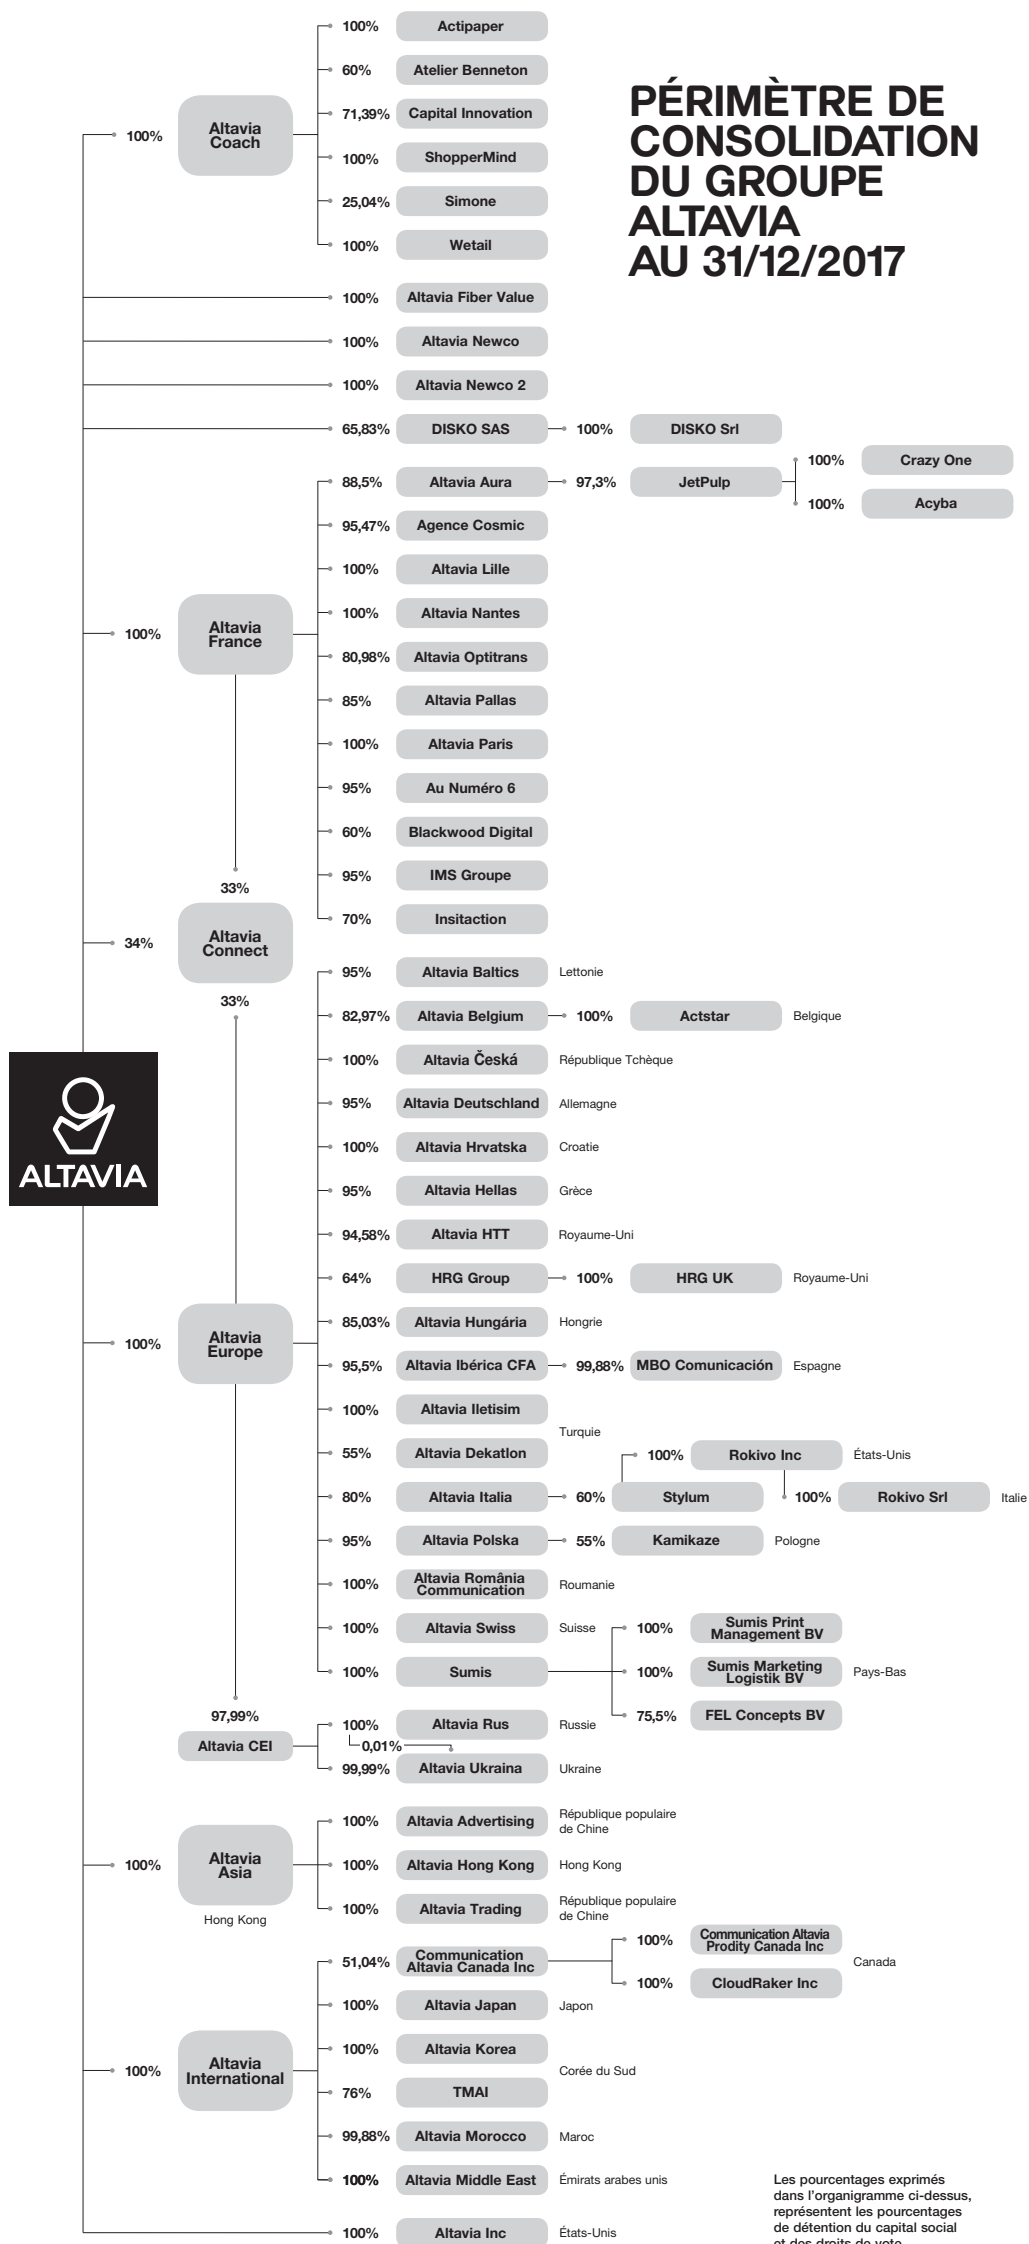 PÉRIMÈTRE DE
CONSOLIDATION
DU GROUPE
ALTAVIA
AU 31/12/2017
ALTAVIA
100% Altavia
Coach
100% Actipaper
60% Atelier Benneton
71,39% Capital Innovation
100% ShopperMind
25,04% Simone
100% Wetail
100% Altavia Fiber Value
100% Altavia Newco
100% Altavia Newco 2
65,83% DISKO SAS 100% DISKO Srl
100% Altavia
France
88,5% Altavia Aura 97,3% JetPulp
100% Crazy One
100% Acyba
95,47% Agence Cosmic
100% Altavia Lille
100% Altavia Nantes
80,98% Altavia Optitrans
85% Altavia Pallas
100% Altavia Paris
95% Au Numéro 6
60% Blackwood Digital
95% IMS Groupe
70% Insitaction
33%
34% Altavia
Connect
33%
100% Altavia
Europe
95% Altavia Baltics Lettonie
82,97% Altavia Belgium 100% Actstar Belgique
100% Altavia Česká République Tchèque
95% Altavia Deutschland Allemagne
100% Altavia Hrvatska Croatie
95% Altavia Hellas Grèce
94,58% Altavia HTT Royaume-Uni
64% HRG Group 100% HRG UK Royaume-Uni
85,03% Altavia Hungária Hongrie
95,5% Altavia Ibérica CFA 99,88% MBO Comunicación Espagne
100% Altavia Iletisim
Turquie
55% Altavia Dekatlon
100% Rokivo Inc États-Unis
80% Altavia Italia 60% Stylum 100% Rokivo Srl Italie
95% Altavia Polska 55% Kamikaze Pologne
100% Altavia România
Communication Roumanie
100% Altavia Swiss Suisse
100% Sumis
100% Sumis Print
Management BV
100% Sumis Marketing
Logistik BV Pays-Bas
75,5% FEL Concepts BV
97,99%
Altavia CEI
100% Altavia Rus Russie
0,01%
99,99% Altavia Ukraina Ukraine
100% Altavia
Asia
Hong Kong
100% Altavia Advertising République populaire
de Chine
100% Altavia Hong Kong Hong Kong
100% Altavia Trading République populaire
de Chine
100% Altavia
International
51,04% Communication
Altavia Canada Inc
100% Communication Altavia
Prodity Canada Inc
Canada
100% CloudRaker Inc
100% Altavia Japan Japon
100% Altavia Korea
Corée du Sud
76% TMAI
99,88% Altavia Morocco Maroc
100% Altavia Middle East Émirats arabes unis
100% Altavia Inc États-Unis
Les pourcentages exprimés
dans l'organigramme ci-dessus,
représentent les pourcentages
de détention du capital social
et des droits de vote